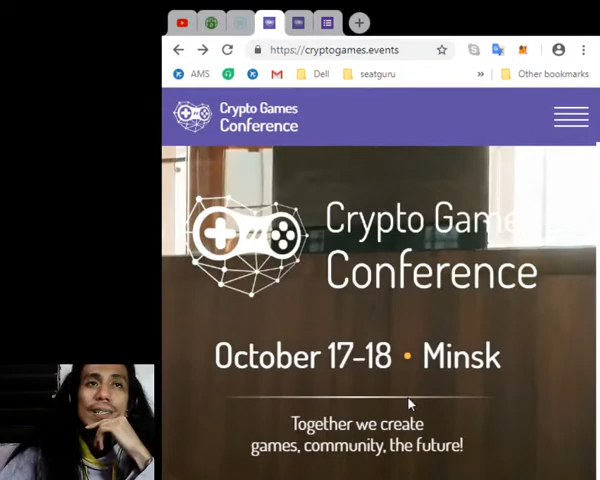 https://cryptogames.events
AMS
Dell
seatguru
»
Other bookmarks
Crypto Games
Conference
Crypto Games
Conference
October 17-18 • Minsk
Together we create
games, community, the future!